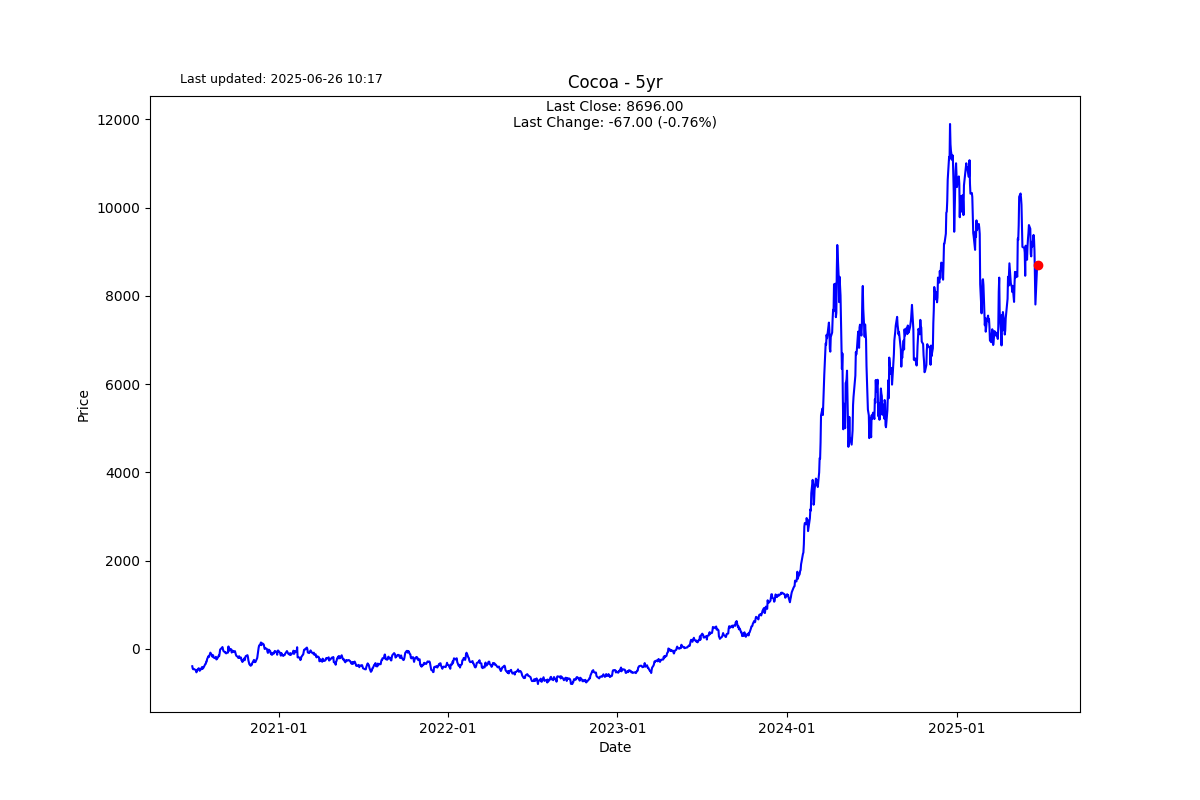 Last updated: 2025-06-26 10:17
Cocoa - 5yr
Last Close: 8696.00
Last Change: -67.00 (-0.76%)
12000
10000
8000
6000
4000
2000
0
Price
2021-01
2022-01
2023-01
2024-01
2025-01
Date